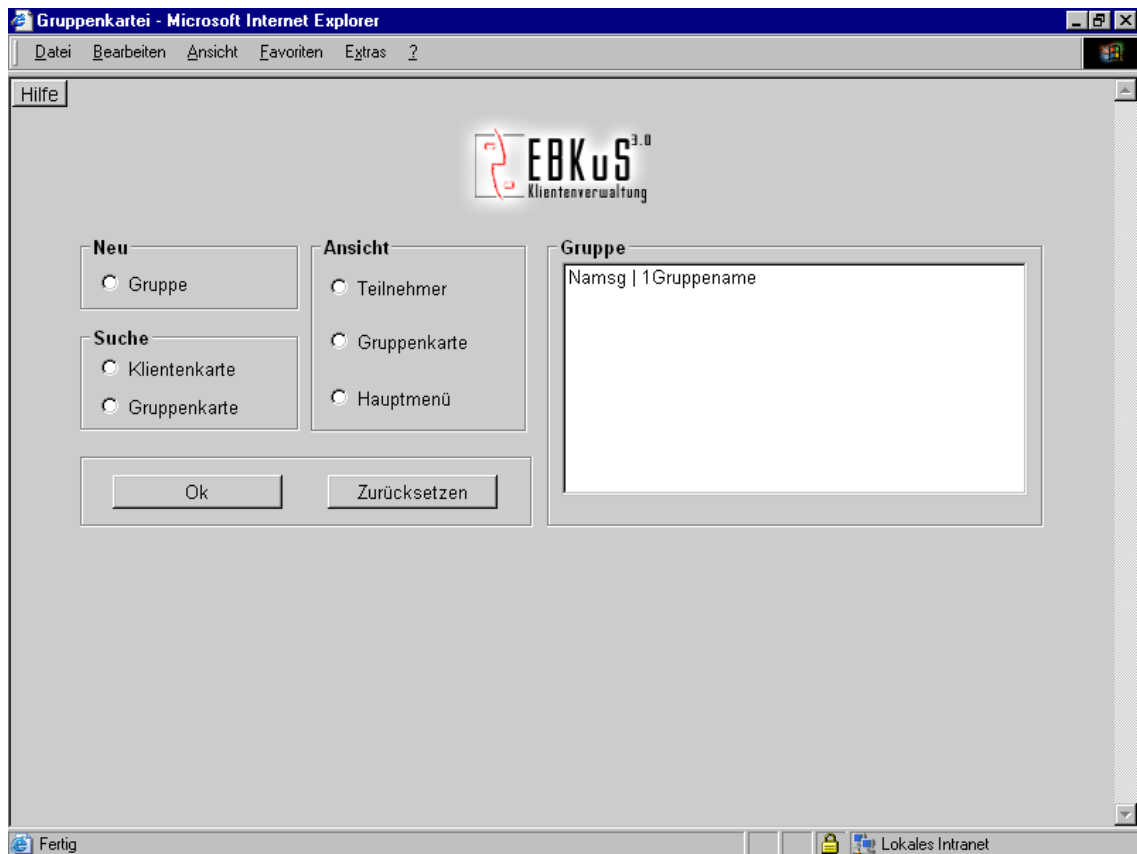 Gruppenkartei - Microsoft Internet Explorer
Datei Bearbeiten Ansicht Favoriten Extras ?
Hilfe
EBKuS 3.0
Klientenverwaltung
Neu
Gruppe
Suche
Klientenkarte
Gruppenkarte
Ansicht
Teilnehmer
Gruppenkarte
Hauptmenü
Gruppe
Namsg | 1Gruppename
Ok Zurücksetzen
Fertig Lokales Intranet